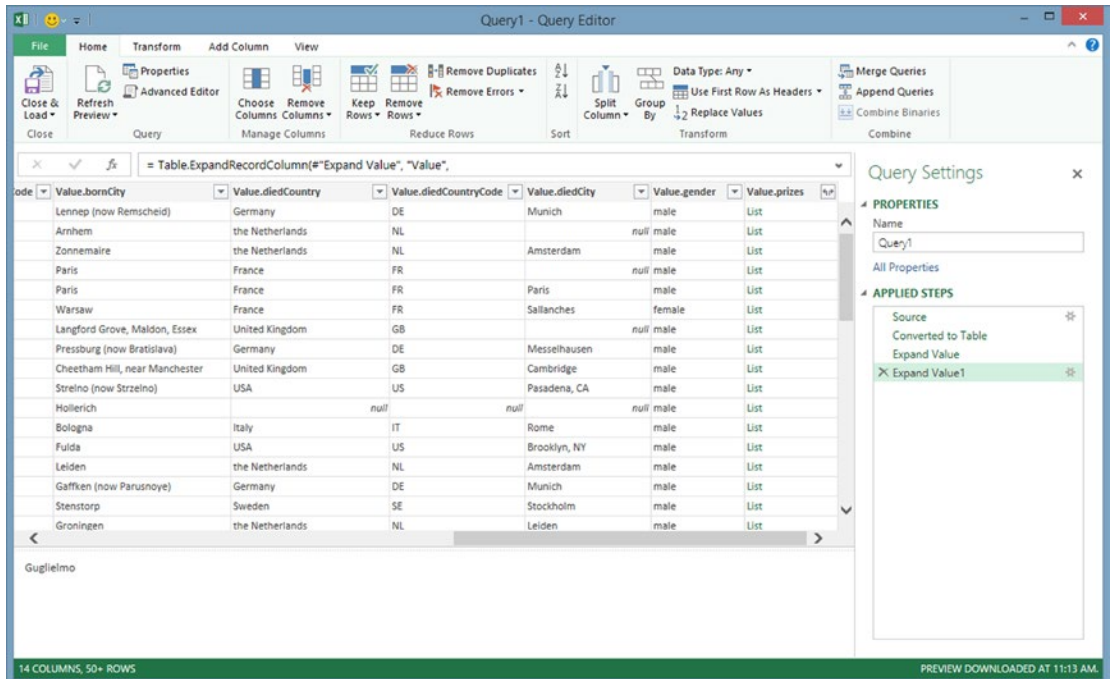 Query1 - Query Editor
File Home Transform Add Column View
Close & Load
Close
Refresh Preview
Properties
Advanced Editor
Query
Choose Columns
Remove Columns
Manage Columns
Keep Rows
Remove Rows
Remove Duplicates
Remove Errors
Reduce Rows
Sort
Split Column
Group By
Data Type: Any
Use First Row As Headers
Replace Values
Transform
Merge Queries
Append Queries
Combine Binaries
Combine
fx = Table.ExpandRecordColumn(#"Expand Value", "Value",
Code Value.bornCity Value.diedCountry Value.diedCountryCode Value.diedCity Value.gender Value.prizes
Lennep (now Remscheid) Germany DE Munich male List
Arnhem the Netherlands NL null male List
Zonnemaire the Netherlands NL Amsterdam male List
Paris France FR null male List
Paris France FR Paris male List
Warsaw France FR Sallanches female List
Langford Grove, Maldon, Essex United Kingdom GB null male List
Pressburg (now Bratislava) Germany DE Messelhausen male List
Cheetham Hill, near Manchester United Kingdom GB Cambridge male List
Strelno (now Strzelno) USA US Pasadena, CA male List
Hollerich null null null male List
Bologna Italy IT Rome male List
Fulda USA US Brooklyn, NY male List
Leiden the Netherlands NL Amsterdam male List
Gaffken (now Parusnoye) Germany DE Munich male List
Stenstorp Sweden SE Stockholm male List
Groningen the Netherlands NL Leiden male List
Guglielmo
Query Settings
PROPERTIES
Name
Query1
All Properties
APPLIED STEPS
Source
Converted to Table
Expand Value
Expand Value1
14 COLUMNS, 50+ ROWS
PREVIEW DOWNLOADED AT 11:13 AM.